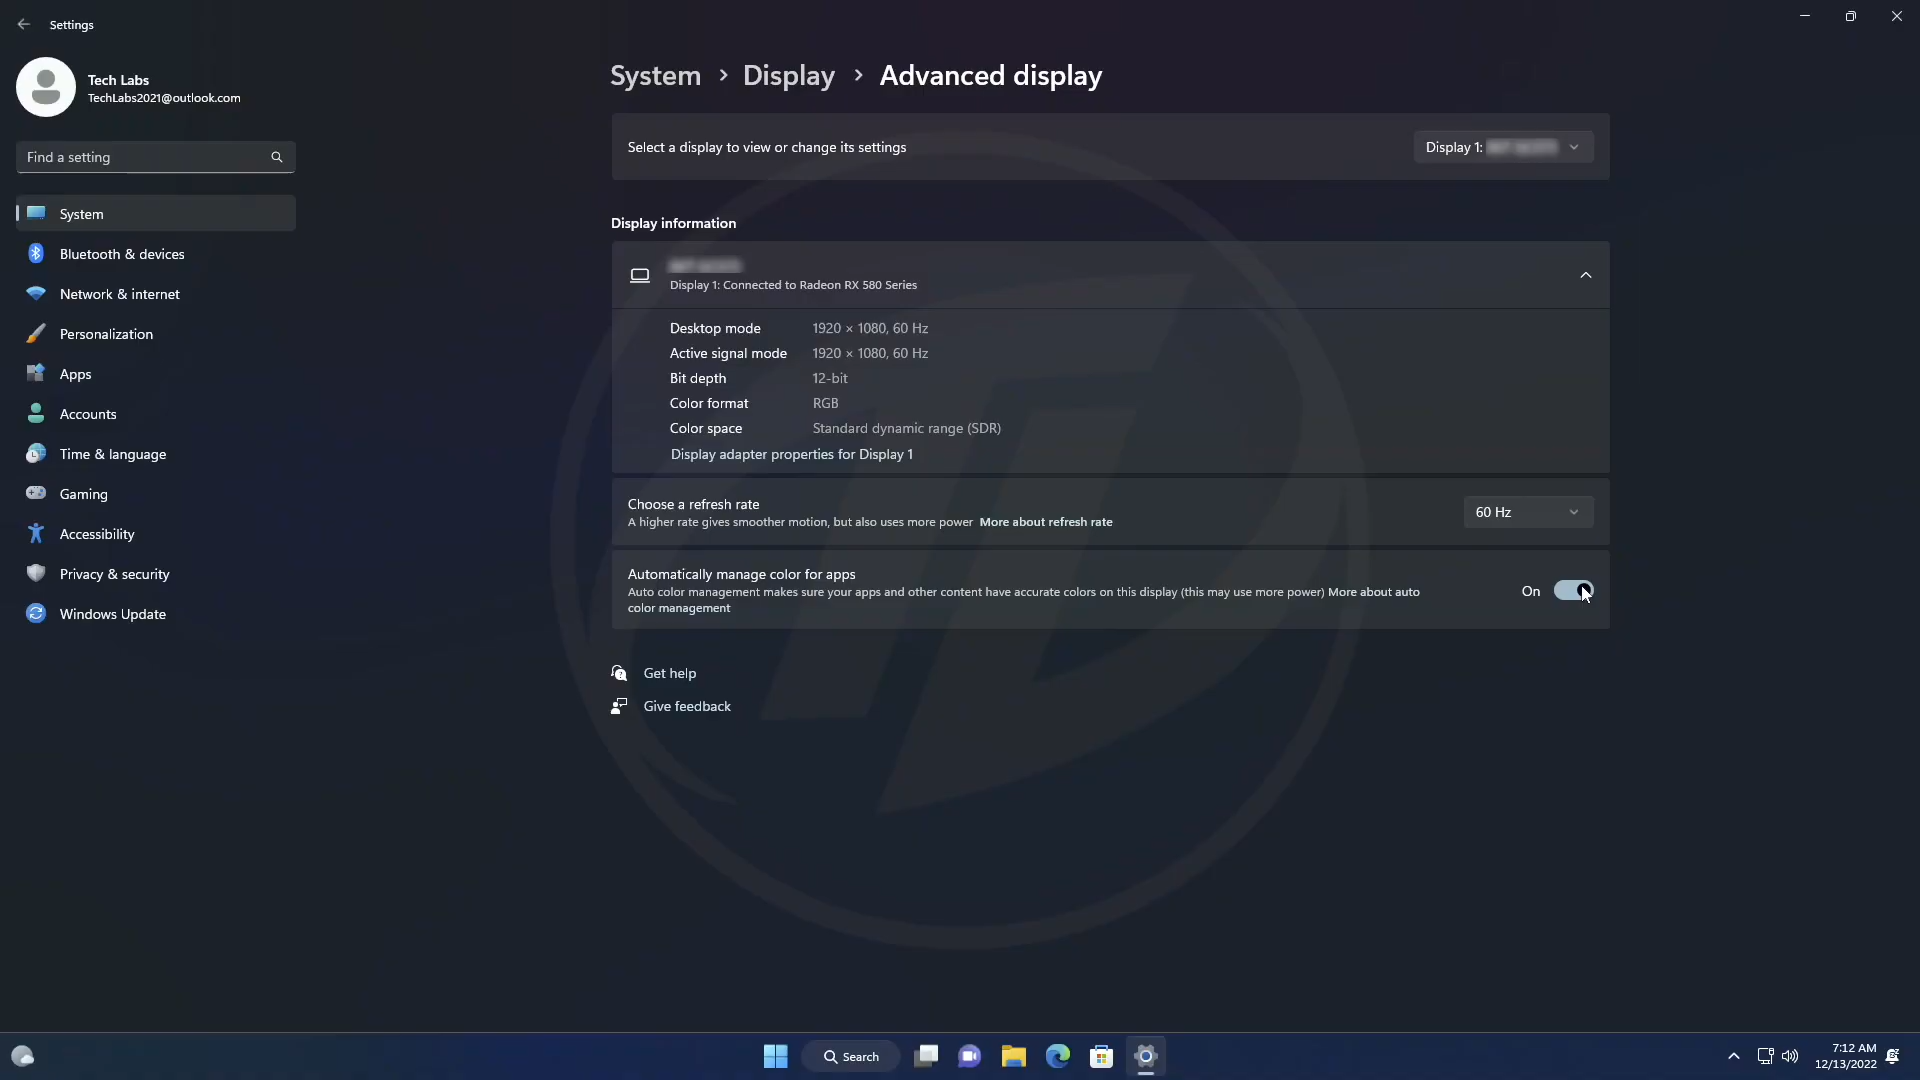 Settings
Tech Labs
TechLabs2021@outlook.com
Find a setting
System
Bluetooth & devices
Network & internet
Personalization
Apps
Accounts
Time & language
Gaming
Accessibility
Privacy & security
Windows Update
System > Display > Advanced display
Select a display to view or change its settings
Display 1:
Display information
Display 1: Connected to Radeon RX 580 Series
Desktop mode 1920 × 1080, 60 Hz
Active signal mode 1920 × 1080, 60 Hz
Bit depth 12-bit
Color format RGB
Color space Standard dynamic range (SDR)
Display adapter properties for Display 1
Choose a refresh rate
A higher rate gives smoother motion, but also uses more power More about refresh rate
60 Hz
Automatically manage color for apps
Auto color management makes sure your apps and other content have accurate colors on this display (this may use more power) More about auto
color management
On
Get help
Give feedback
Search
7:12 AM
12/13/2022